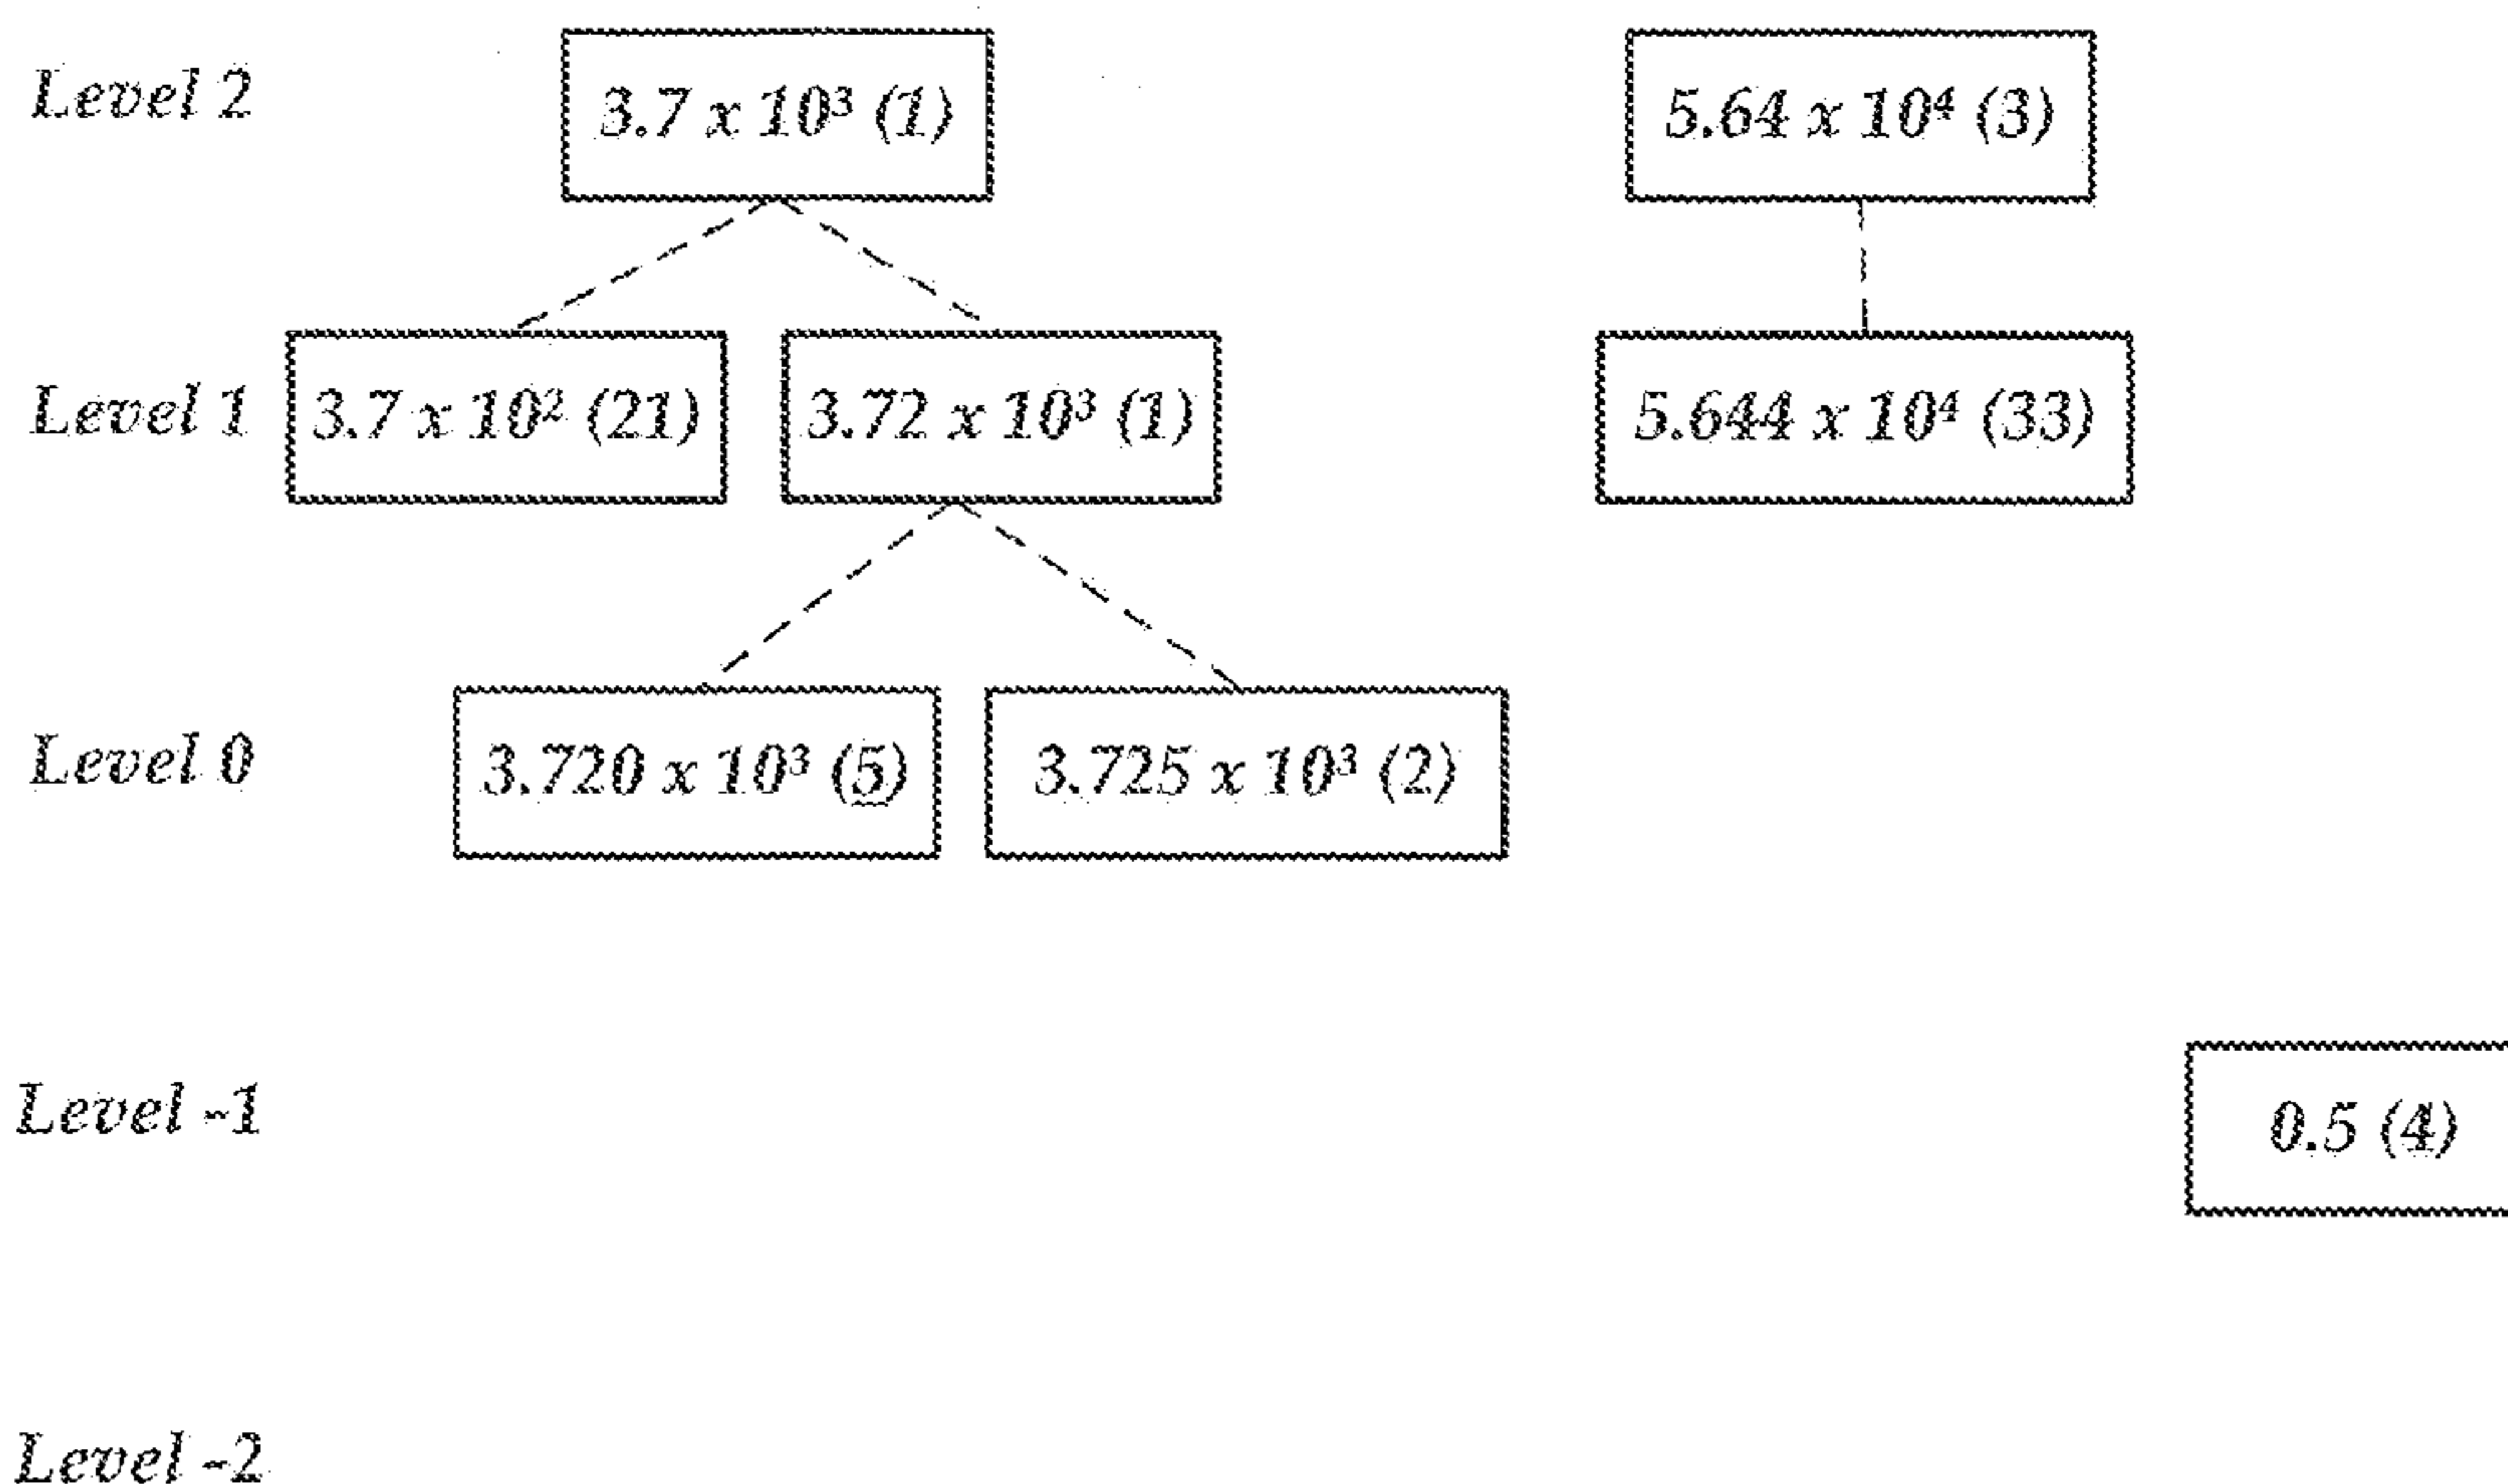 Level 2 3.7 x 10³ (1) 5.64 x 10⁴ (3)
Level 1 3.7 x 10² (21) 3.72 x 10³ (1) 5.644 x 10⁴ (33)
Level 0 3.720 x 10³ (5) 3.725 x 10³ (2)
Level -1 0.5 (4)
Level -2